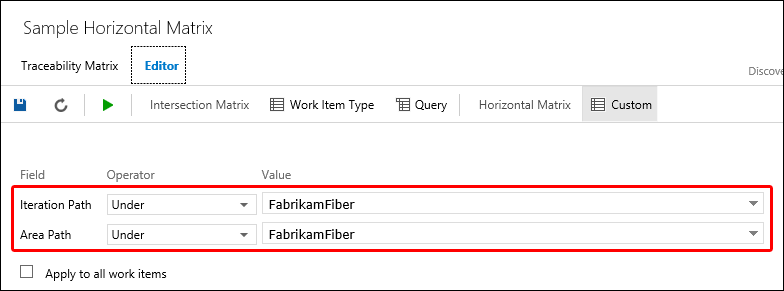 Sample Horizontal Matrix
Traceability Matrix Editor
Discove
Intersection Matrix Work Item Type Query Horizontal Matrix Custom
Field Operator Value
Iteration Path Under FabrikamFiber
Area Path Under FabrikamFiber
Apply to all work items